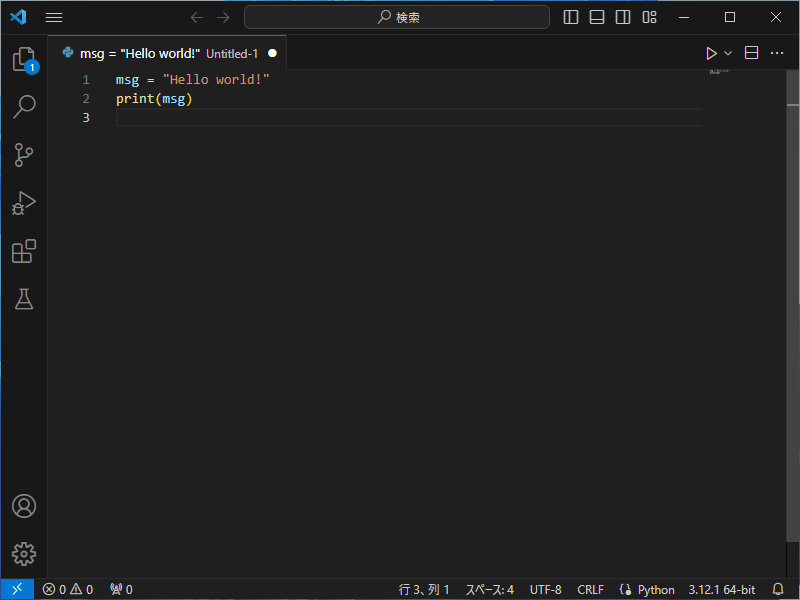 検索
msg = "Hello world!" Untitled-1
1
1 msg = "Hello world!"
2 print(msg)
3
0 0 0 行 3、列 1 スペース: 4 UTF-8 CRLF Python 3.12.1 64-bit